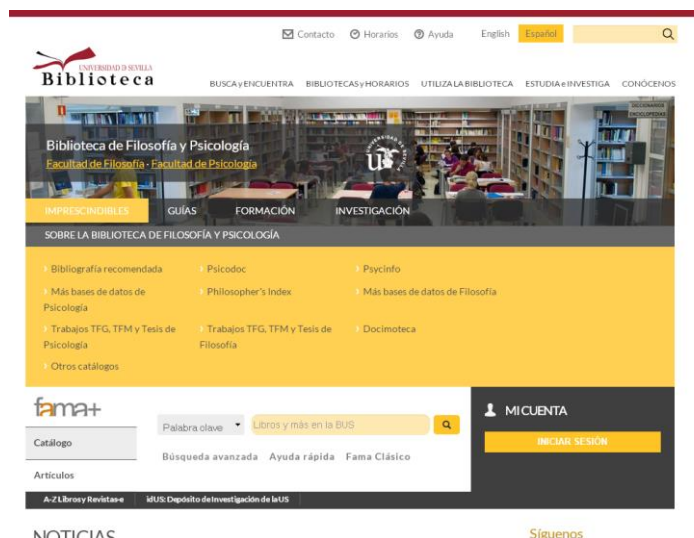 Contacto Horarios Ayuda English Español
UNIVERSIDAD DE SEVILLA
Biblioteca
BUSCA y ENCUENTRA BIBLIOTECAS y HORARIOS UTILIZA LA BIBLIOTECA ESTUDIA e INVESTIGA CONÓCENOS
DICCIONARIOS
ENCICLOPEDIAS
Biblioteca de Filosofía y Psicología
Facultad de Filosofía - Facultad de Psicología
IMPRESCINDIBLES GUÍAS FORMACIÓN INVESTIGACIÓN
SOBRE LA BIBLIOTECA DE FILOSOFÍA Y PSICOLOGÍA
Bibliografía recomendada Psicodoc Psycinfo
Más bases de datos de Philosopher's Index Más bases de datos de Filosofía
Psicología
Trabajos TFG, TFM y Tesis de Trabajos TFG, TFM y Tesis de Docimoteca
Psicología Filosofía
Otros catálogos
fama+
MI CUENTA
Palabra clave Libros y más en la BUS
Catálogo
INICIAR SESIÓN
Búsqueda avanzada Ayuda rápida Fama Clásico
Artículos
A-Z Libros y Revistas-e idUS: Depósito de Investigación de la US
NOTICIAS Síguenos